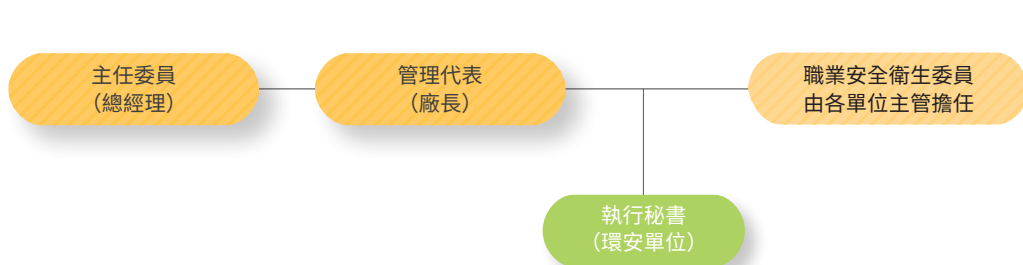 主任委員
（總經理）
管理代表
（廠長）
職業安全衛生委員
由各單位主管擔任
執行秘書
（環安單位）